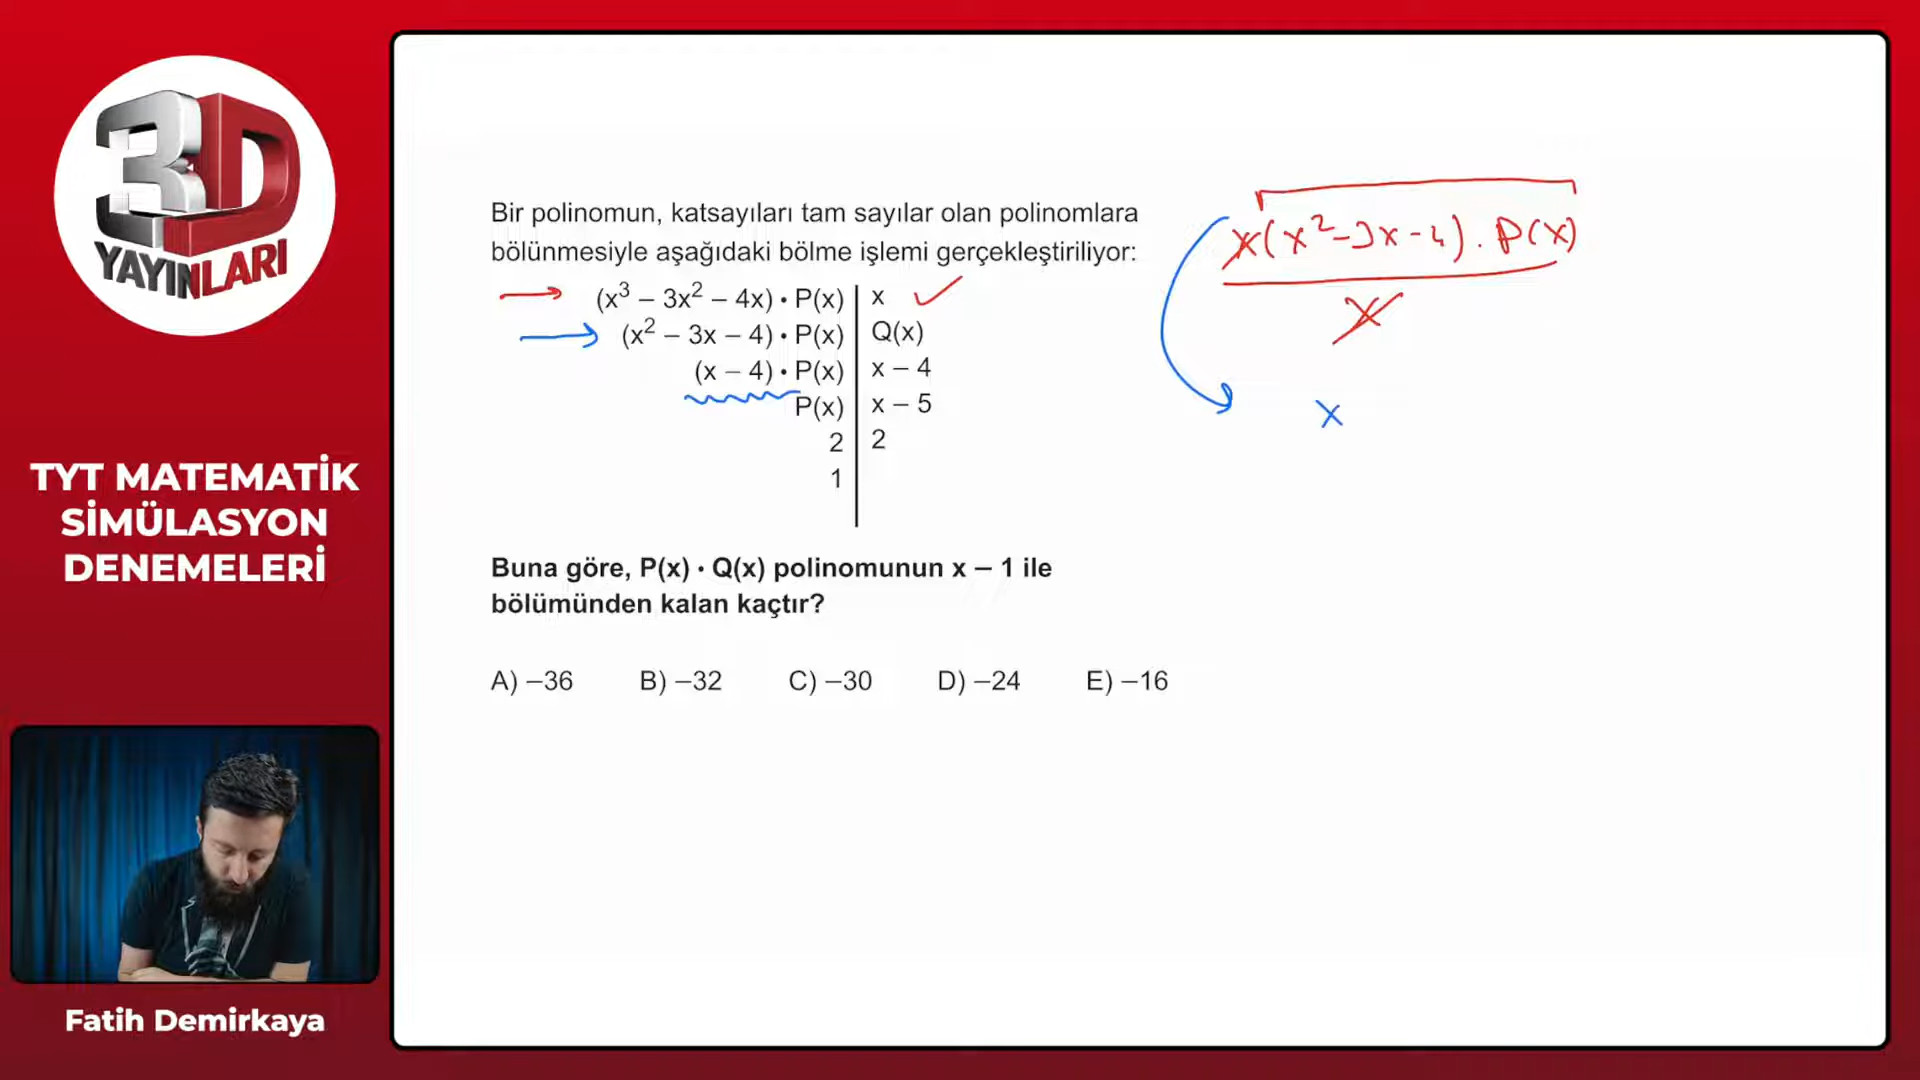 3D
YAYINLARI
TYT MATEMATİK
SİMÜLASYON
DENEMELERİ
Fatih Demirkaya
Bir polinomun, katsayıları tam sayılar olan polinomlara
bölünmesiyle aşağıdaki bölme işlemi gerçekleştiriliyor:
(x³ – 3x² – 4x) • P(x) | x
(x² – 3x – 4) • P(x) | Q(x)
(x – 4) • P(x) | x – 4
P(x) | x – 5
2 | 2
1
Buna göre, P(x) • Q(x) polinomunun x – 1 ile
bölümünden kalan kaçtır?
A) –36 B) –32 C) –30 D) –24 E) –16
x(x²-3x-4).P(x)
x
x